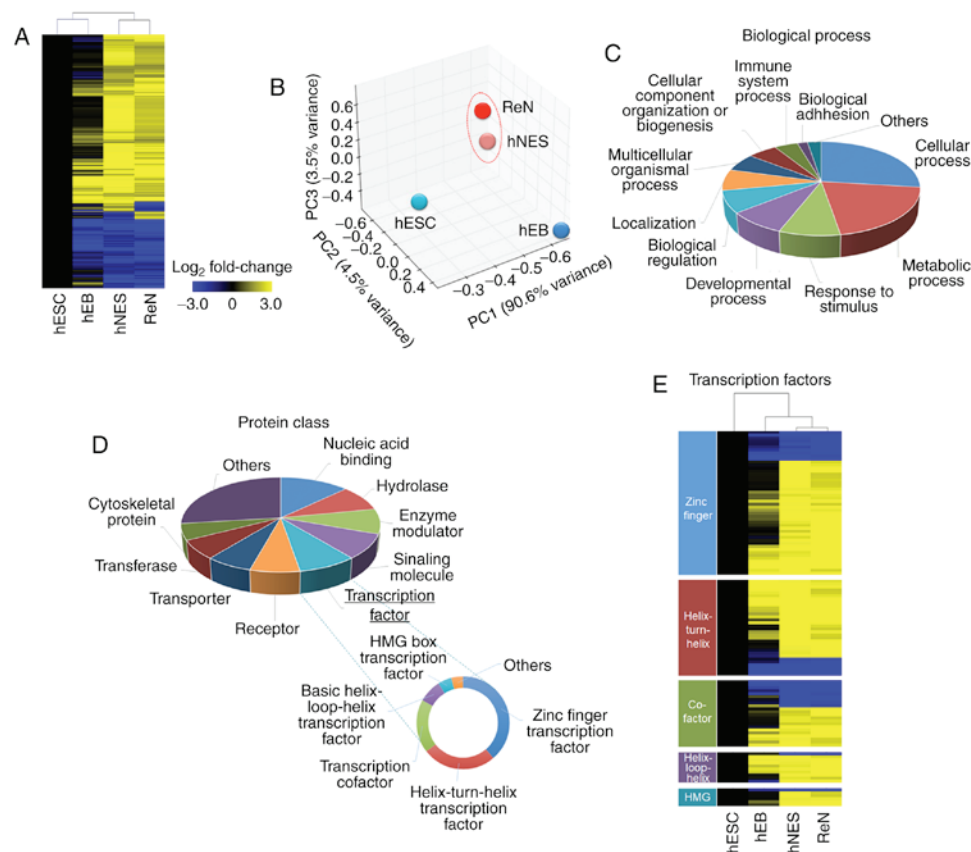 A
Log2 fold-change
−3.0
0
3.0
hESC
hEB
hNES
ReN
B
PC3 (3.5% variance)
0.6
0.4
0.2
0.0
−0.2
−0.4
−0.6
−0.4
−0.2
0.0
0.2
0.4
PC2 (4.5% variance)
−0.3
−0.4
−0.5
−0.6
PC1 (90.6% variance)
ReN
hNES
hESC
hEB
C
Biological process
Immune
system
process
Cellular
component
organization or
biogenesis
Biological
adhhesion
Others
Cellular
process
Multicellular
organismal
process
Localization
Biological
regulation
Developmental
process
Response to
stimulus
Metabolic
process
D
Protein class
Nucleic acid
binding
Others
Hydrolase
Cytoskeletal
protein
Enzyme
modulator
Transferase
Sinaling
molecule
Transporter
Transcription
factor
Receptor
HMG box
transcription
factor
Others
Basic helix-
loop-helix
transcription
factor
Zinc finger
transcription
factor
Transcription
cofactor
Helix-turn-helix
transcription
factor
E
Transcription factors
Zinc
finger
Helix-
turn-
helix
Co-
factor
Helix-
loop-
helix
HMG
hESC
hEB
hNES
ReN